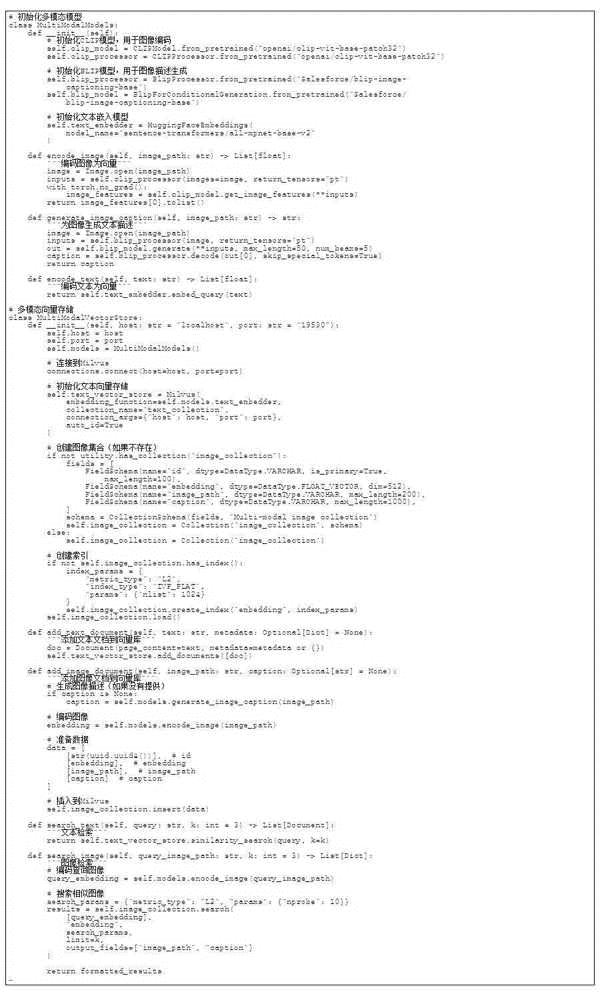 # 初始化多模态模型
class MultiModalModels:
    def __init__(self):
        # 初始化CLIP模型，用于图像编码
        self.clip_model = CLIPModel.from_pretrained("openai/clip-vit-base-patch32")
        self.clip_processor = CLIPProcessor.from_pretrained("openai/clip-vit-base-patch32")

        # 初始化BLIP模型，用于图像描述生成
        self.blip_processor = BlipProcessor.from_pretrained("Salesforce/blip-image-
            captioning-base")
        self.blip_model = BlipForConditionalGeneration.from_pretrained("Salesforce/
            blip-image-captioning-base")

        # 初始化文本嵌入模型
        self.text_embedder = HuggingFaceEmbeddings(
            model_name="sentence-transformers/all-mpnet-base-v2"
        )

    def encode_image(self, image_path: str) -> List[float]:
        """编码图像为向量"""
        image = Image.open(image_path)
        inputs = self.clip_processor(images=image, return_tensors="pt")
        with torch.no_grad():
            image_features = self.clip_model.get_image_features(**inputs)
        return image_features[0].tolist()

    def generate_image_caption(self, image_path: str) -> str:
        """为图像生成文本描述"""
        image = Image.open(image_path)
        inputs = self.blip_processor(image, return_tensors="pt")
        out = self.blip_model.generate(**inputs, max_length=50, num_beams=5)
        caption = self.blip_processor.decode(out[0], skip_special_tokens=True)
        return caption

    def encode_text(self, text: str) -> List[float]:
        """编码文本为向量"""
        return self.text_embedder.embed_query(text)

# 多模态向量存储
class MultiModalVectorStore:
    def __init__(self, host: str = "localhost", port: str = "19530"):
        self.host = host
        self.port = port
        self.models = MultiModalModels()

        # 连接到Milvus
        connections.connect(host=host, port=port)

        # 初始化文本向量存储
        self.text_vector_store = Milvus(
            embedding_function=self.models.text_embedder,
            collection_name="text_collection",
            connection_args={"host": host, "port": port},
            auto_id=True
        )

        # 创建图像集合（如果不存在）
        if not utility.has_collection("image_collection"):
            fields = [
                FieldSchema(name="id", dtype=DataType.VARCHAR, is_primary=True,
                    max_length=100),
                FieldSchema(name="embedding", dtype=DataType.FLOAT_VECTOR, dim=512),
                FieldSchema(name="image_path", dtype=DataType.VARCHAR, max_length=200),
                FieldSchema(name="caption", dtype=DataType.VARCHAR, max_length=1000),
            ]
            schema = CollectionSchema(fields, "Multi-modal image collection")
            self.image_collection = Collection("image_collection", schema)
        else:
            self.image_collection = Collection("image_collection")

        # 创建索引
        if not self.image_collection.has_index():
            index_params = {
                "metric_type": "L2",
                "index_type": "IVF_FLAT",
                "params": {"nlist": 1024}
            }
            self.image_collection.create_index("embedding", index_params)
        self.image_collection.load()

    def add_text_document(self, text: str, metadata: Optional[Dict] = None):
        """添加文本文档到向量库"""
        doc = Document(page_content=text, metadata=metadata or {})
        self.text_vector_store.add_documents([doc])

    def add_image_document(self, image_path: str, caption: Optional[str] = None):
        """添加图像文档到向量库"""
        # 生成图像描述（如果没有提供）
        if caption is None:
            caption = self.models.generate_image_caption(image_path)

        # 编码图像
        embedding = self.models.encode_image(image_path)

        # 准备数据
        data = [
            [str(uuid.uuid4())],  # id
            [embedding],  # embedding
            [image_path],  # image_path
            [caption]  # caption
        ]

        # 插入到Milvus
        self.image_collection.insert(data)

    def search_text(self, query: str, k: int = 3) -> List[Document]:
        """文本检索"""
        return self.text_vector_store.similarity_search(query, k=k)

    def search_image(self, query_image_path: str, k: int = 3) -> List[Dict]:
        """图像检索"""
        # 编码查询图像
        query_embedding = self.models.encode_image(query_image_path)

        # 搜索相似图像
        search_params = {"metric_type": "L2", "params": {"nprobe": 10}}
        results = self.image_collection.search(
            [query_embedding],
            "embedding",
            search_params,
            limit=k,
            output_fields=["image_path", "caption"]
        )

        return formatted_results